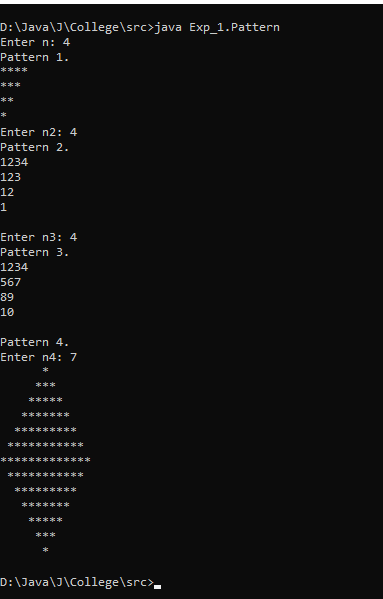 D:\Java\J\College\src>java Exp_1.Pattern
Enter n: 4
Pattern 1.
****
***
**
*
Enter n2: 4
Pattern 2.
1234
123
12
1

Enter n3: 4
Pattern 3.
1234
567
89
10

Pattern 4.
Enter n4: 7
      *
     ***
    *****
   *******
  *********
 ***********
*************
 ***********
  *********
   *******
    *****
     ***
      *

D:\Java\J\College\src>